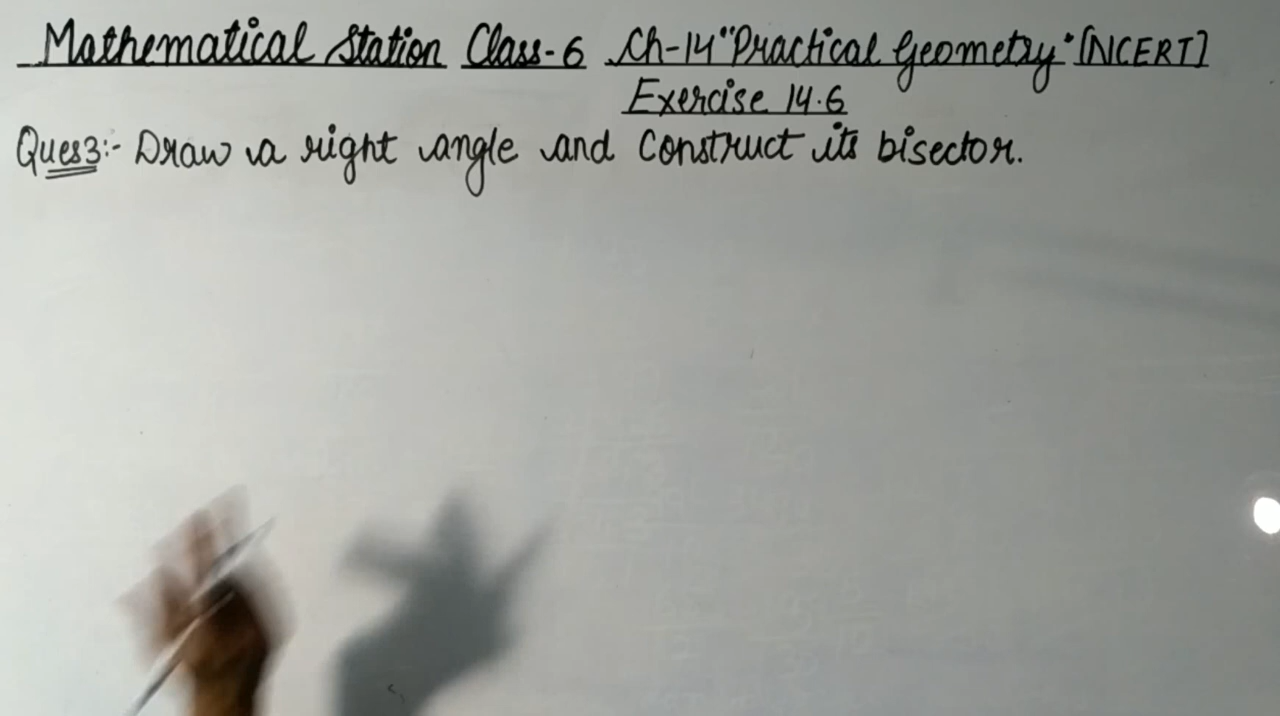 Mathematical Station Class-6 Ch-14 "Practical Geometry" [NCERT]
Exercise 14.6
Ques3:- Draw a right angle and Construct its bisector.